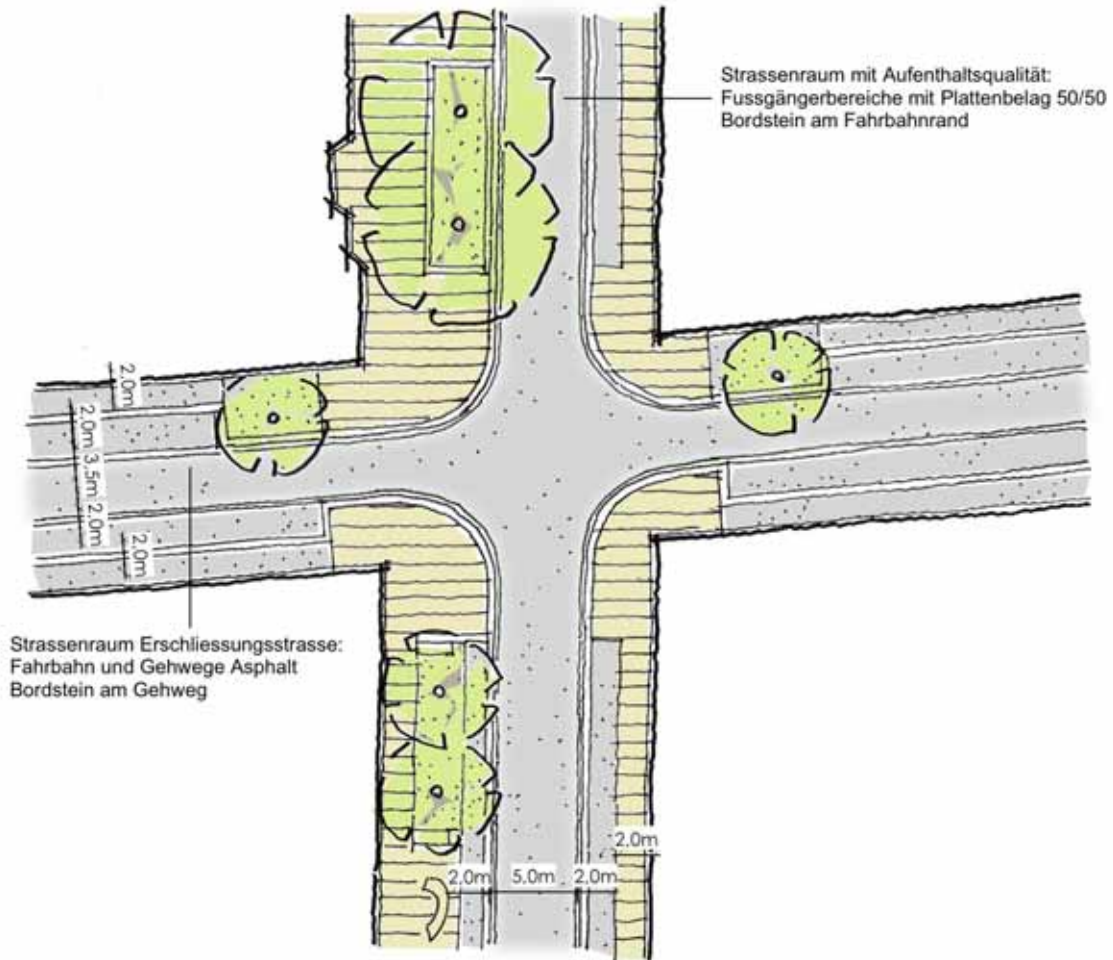 Strassenraum mit Aufenthaltsqualität:
Fussgängerbereiche mit Plattenbelag 50/50
Bordstein am Fahrbahnrand
2.0m
2.0m 3.5m 2.0m
2.0m
Strassenraum Erschliessungsstrasse:
Fahrbahn und Gehwege Asphalt
Bordstein am Gehweg
2.0m
2.0m 5.0m 2.0m